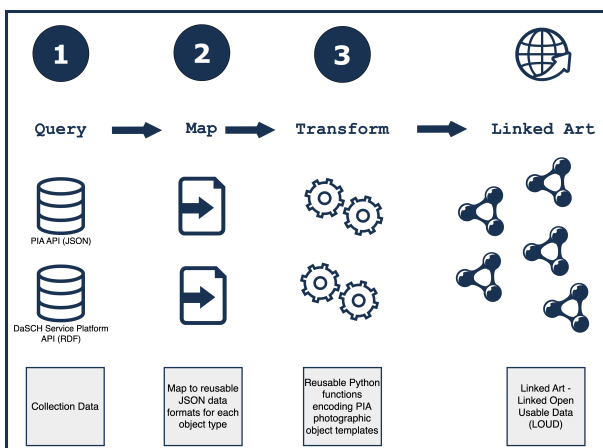 1
2
3
Query
Map
Transform
Linked Art
PIA API (JSON)
DaSCH Service Platform
API (RDF)
Collection Data
Map to reusable
JSON data
formats for each
object type
Reusable Python
functions
encoding PIA
photographic
object templates
Linked Art -
Linked Open
Usable Data
(LOUD)